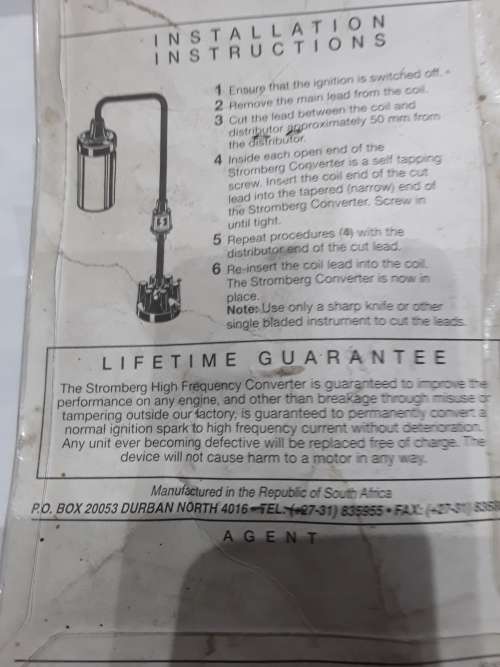 INSTALLATION
INSTRUCTIONS
1 Ensure that the ignition is switched off.
2 Remove the main lead from the coil.
3 Cut the lead between the coil and
distributor approximately 50 mm from
the distributor.
4 Inside each open end of the
Stromberg Converter is a self tapping
screw. Insert the coil end of the cut
lead into the tapered (narrow) end of
the Stromberg Converter. Screw in
until tight.
5 Repeat procedures (4) with the
distributor end of the cut lead.
6 Re-insert the coil lead into the coil.
The Stromberg Converter is now in
place.
Note: Use only a sharp knife or other
single bladed instrument to cut the leads.
LIFETIME GUARANTEE
The Stromberg High Frequency Converter is guaranteed to improve the
performance on any engine, and other than breakage through misuse or
tampering outside our factory, is guaranteed to permanently convert a
normal ignition spark to high frequency current without deterioration.
Any unit ever becoming defective will be replaced free of charge. The
device will not cause harm to a motor in any way.
Manufactured in the Republic of South Africa
P.O. BOX 20053 DURBAN NORTH 4016 • TEL: (+27-31) 835955 • FAX: (+27-31)
AGENT